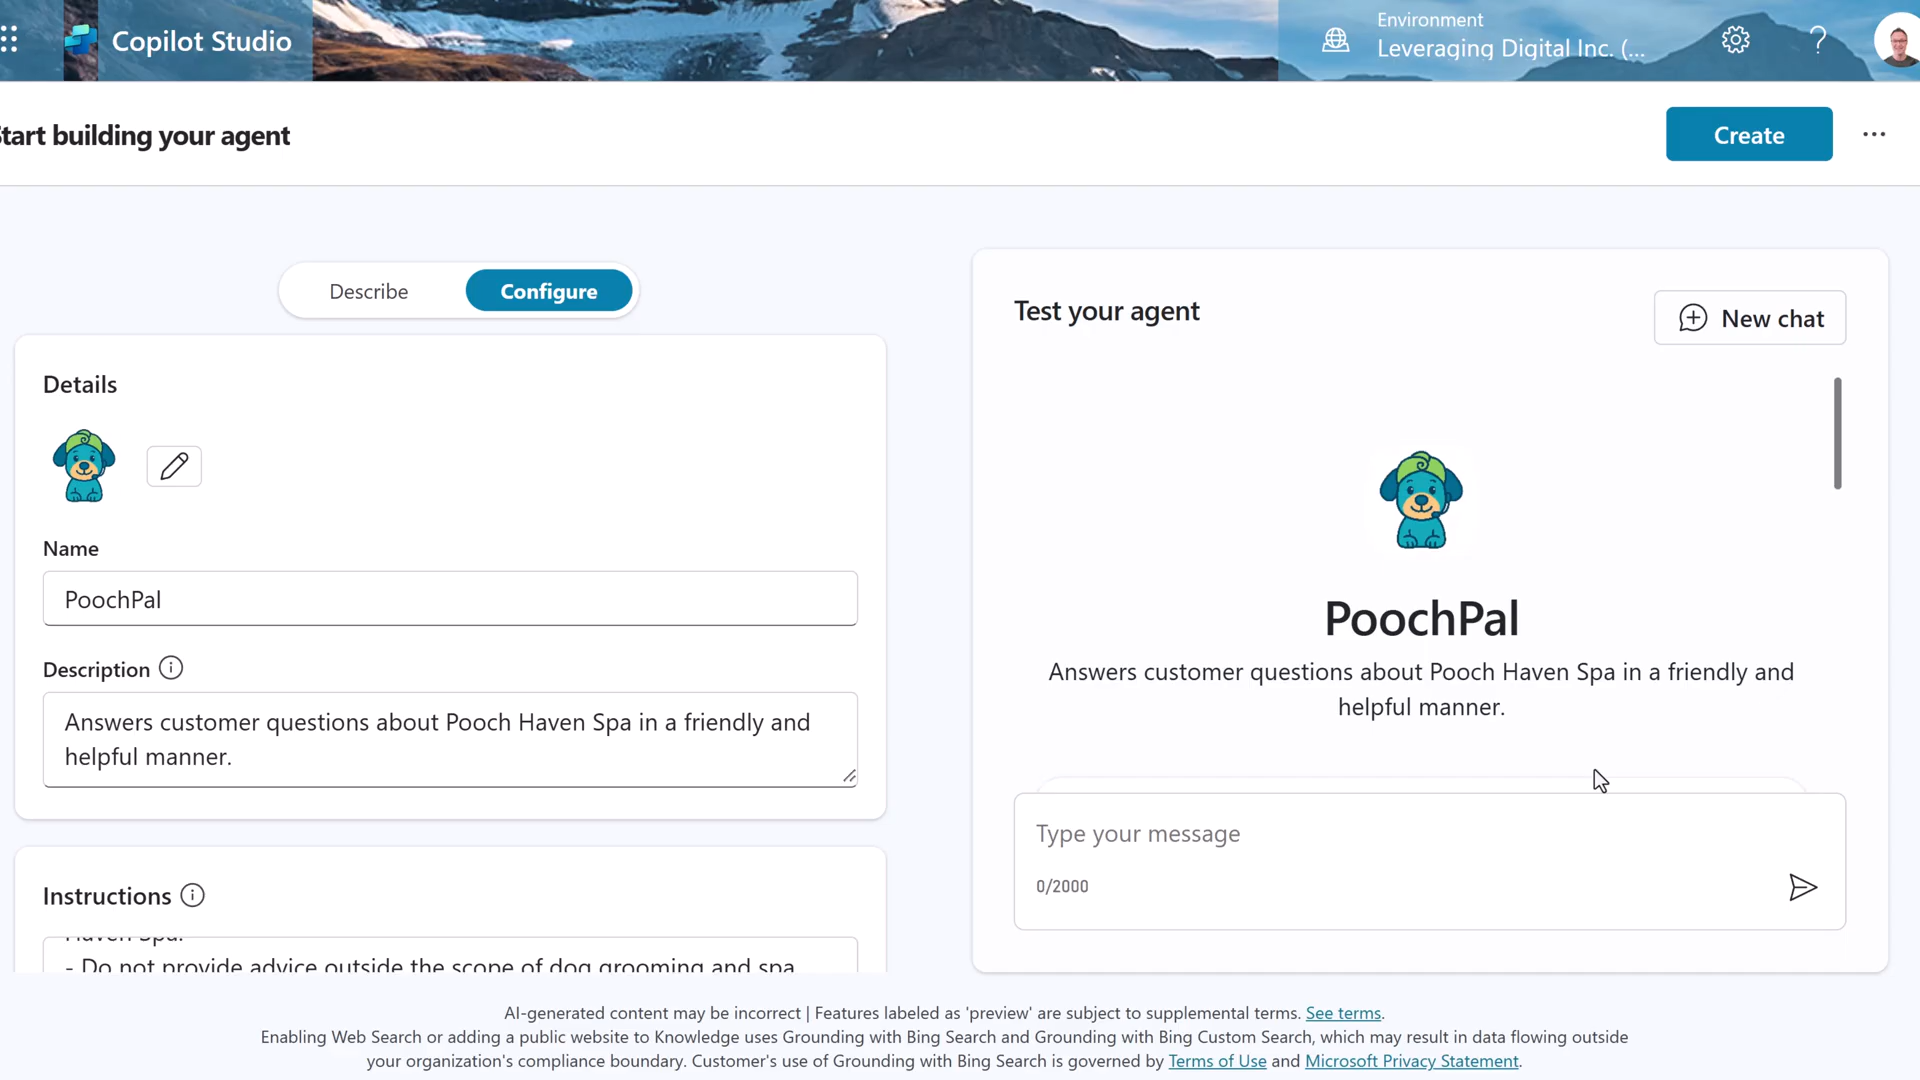 Copilot Studio
Environment
Leveraging Digital Inc. (...
Start building your agent
Create
Describe
Configure
Details
Name
PoochPal
Description
Answers customer questions about Pooch Haven Spa in a friendly and
helpful manner.
Instructions
Haven Spa.
- Do not provide advice outside the scope of dog grooming and spa
Test your agent
New chat
PoochPal
Answers customer questions about Pooch Haven Spa in a friendly and
helpful manner.
Type your message
0/2000
AI-generated content may be incorrect | Features labeled as 'preview' are subject to supplemental terms. See terms.
Enabling Web Search or adding a public website to Knowledge uses Grounding with Bing Search and Grounding with Bing Custom Search, which may result in data flowing outside
your organization's compliance boundary. Customer's use of Grounding with Bing Search is governed by Terms of Use and Microsoft Privacy Statement.